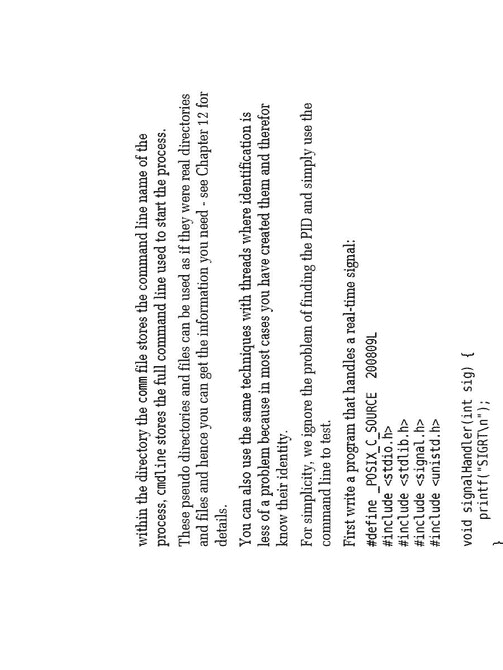 within the directory the comm file stores the command line name of the
process, cmdline stores the full command line used to start the process.
These pseudo directories and files can be used as if they were real directories
and files and hence you can get the information you need - see Chapter 12 for
details.
You can also use the same techniques with threads where identification is
less of a problem because in most cases you have created them and therefor
know their identity.
For simplicity, we ignore the problem of finding the PID and simply use the
command line to test.
First write a program that handles a real-time signal:
#define _POSIX_C_SOURCE  200809L
#include <stdio.h>
#include <stdlib.h>
#include <signal.h>
#include <unistd.h>
void signalHandler(int sig) {
    printf("SIGRT\n");
}